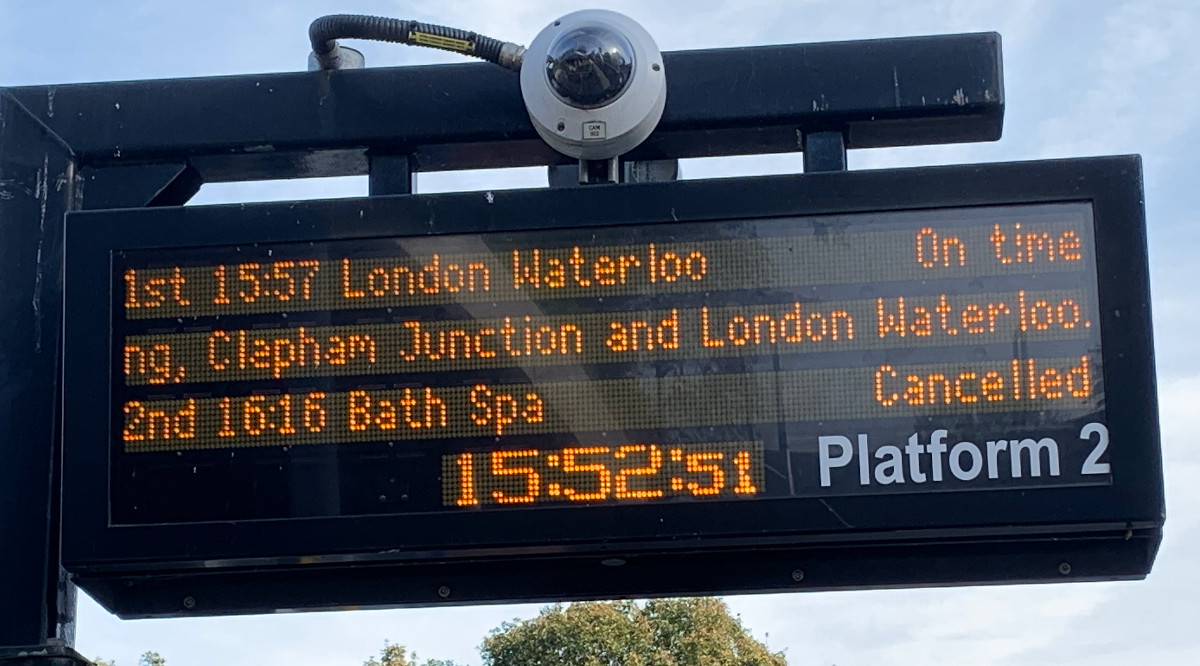 CAM
1st 15:57 London Waterloo On time
ng, Clapham Junction and London Waterloo.
2nd 16:16 Bath Spa Cancelled
15:52:51
Platform 2